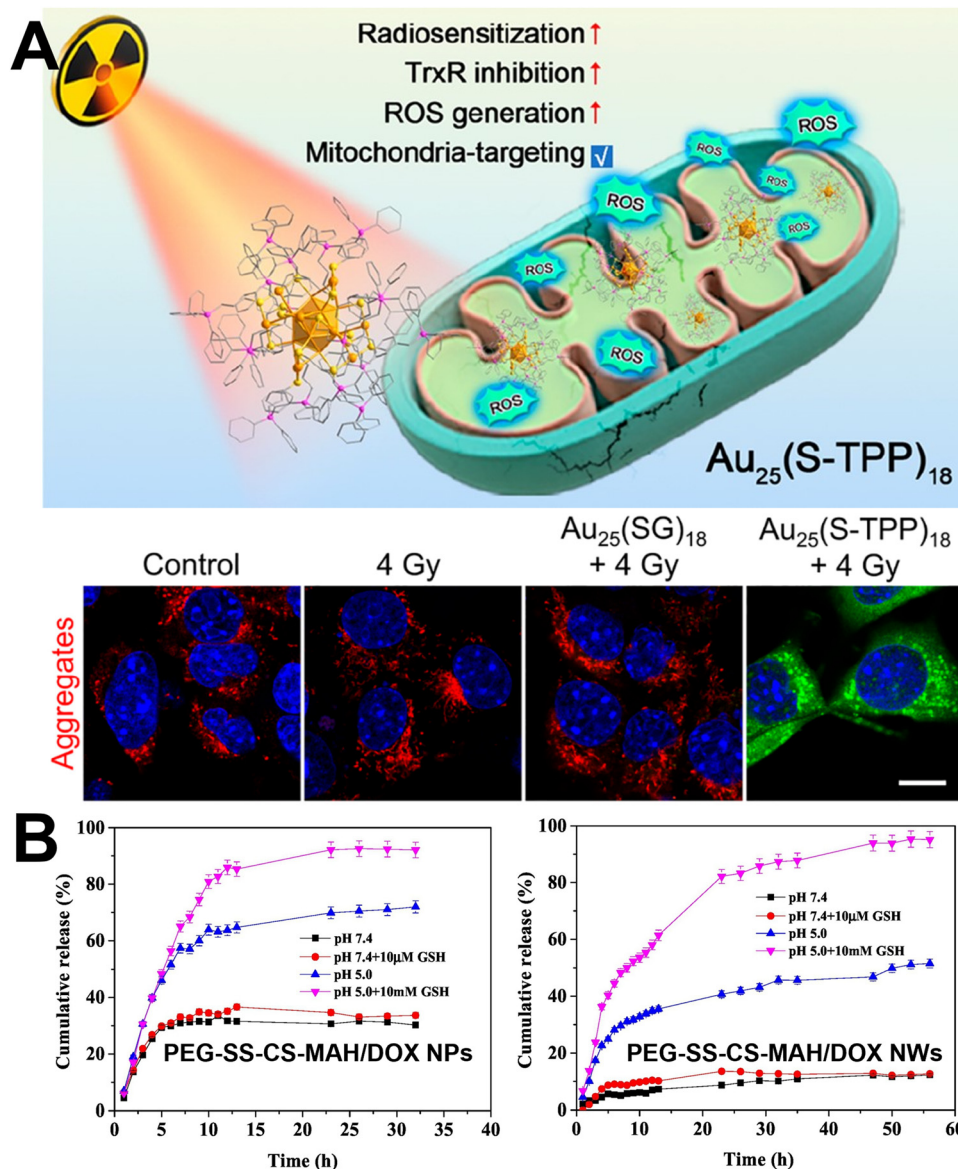 A
Radiosensitization↑
TrxR inhibition↑
ROS generation↑
Mitochondria-targeting √
ROS
ROS
ROS
ROS
ROS
ROS
ROS
ROS
Au₂₅(S-TPP)₁₈
Control
4 Gy
Au₂₅(SG)₁₈
+ 4 Gy
Au₂₅(S-TPP)₁₈
+ 4 Gy
Aggregates
B
Cumulative release (%)
100
80
60
40
20
0
pH 7.4
pH 7.4+10μM GSH
pH 5.0
pH 5.0+10mM GSH
PEG-SS-CS-MAH/DOX NPs
0 5 10 15 20 25 30 35 40
Time (h)
Cumulative release (%)
100
80
60
40
20
0
pH 7.4
pH 7.4+10μM GSH
pH 5.0
pH 5.0+10mM GSH
PEG-SS-CS-MAH/DOX NWs
0 10 20 30 40 50 60
Time (h)